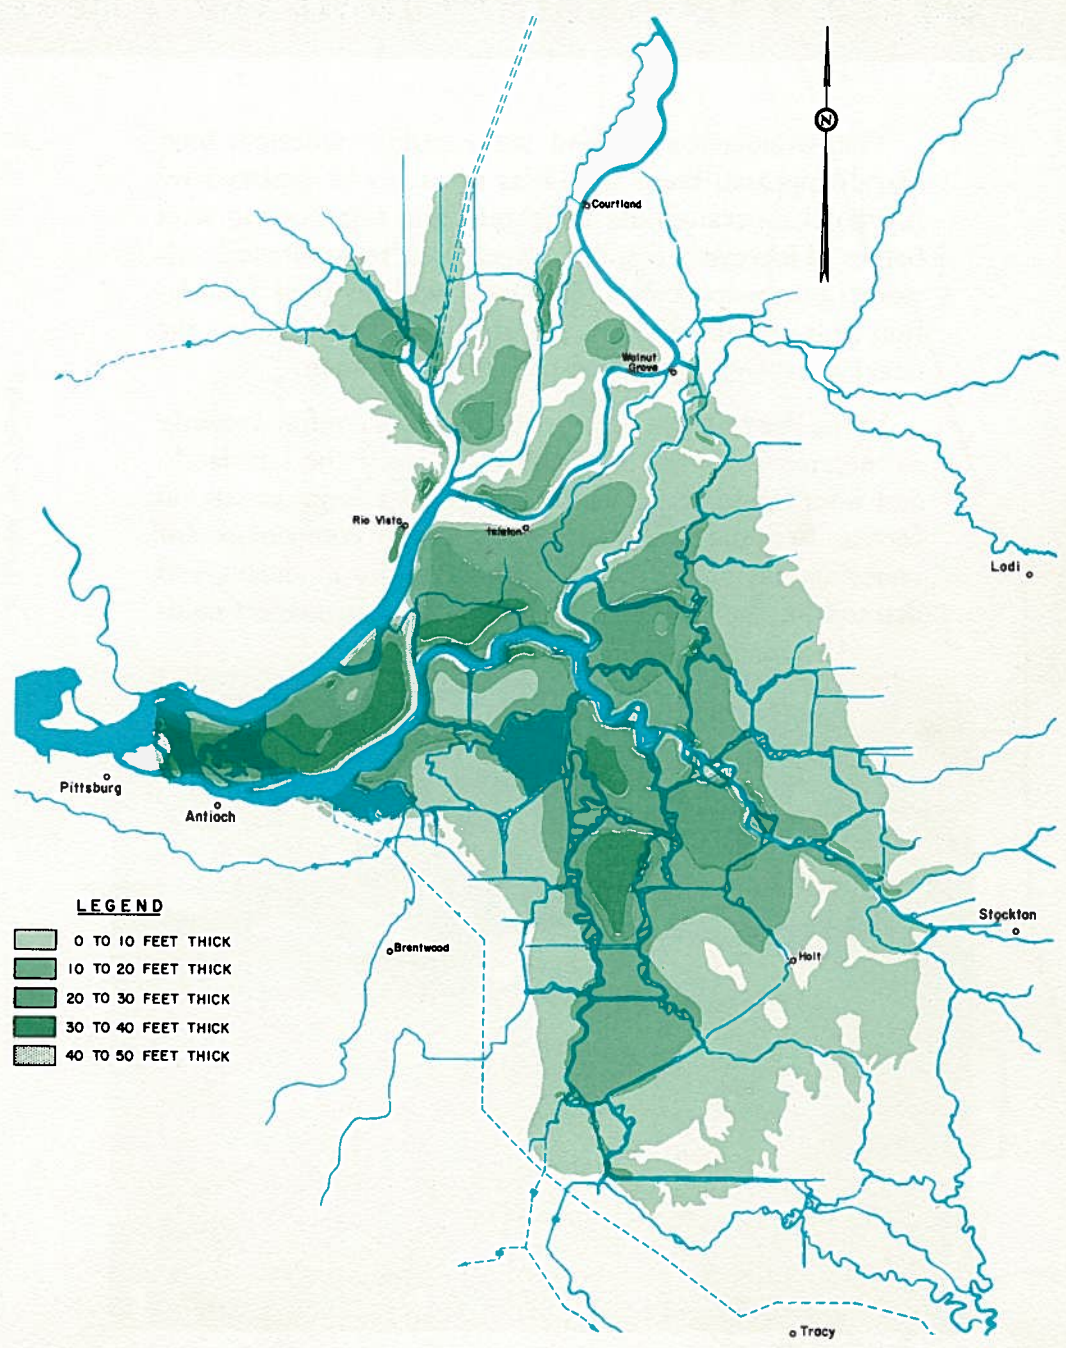 N
Courtland
Walnut
Grove
Rio Vista
Isleton
Lodi
Pittsburg
Antioch
LEGEND
0 TO 10 FEET THICK
10 TO 20 FEET THICK
20 TO 30 FEET THICK
30 TO 40 FEET THICK
40 TO 50 FEET THICK
Brentwood
Stockton
Holt
Tracy